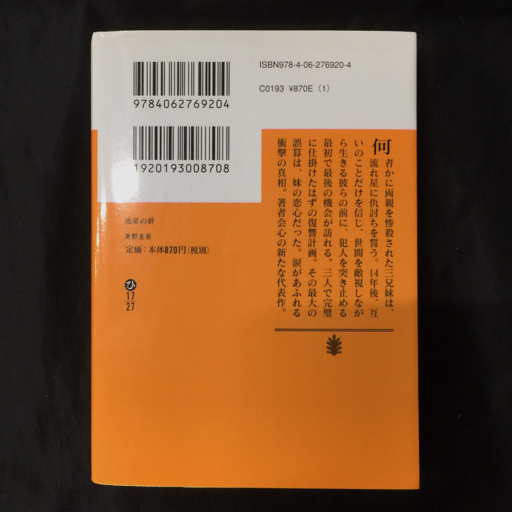 ISBN978-4-06-276920-4
C0193 ¥870E (1)
9784062769204
1920193008708
何者かに両親を惨殺された三兄妹は、
流れ星に仇討ちを誓う。14年後、互
いのことだけを信じ、世間を敵視しなが
ら生きる彼らの前に、犯人を突き止める
最初で最後の機会が訪れる。三人で完璧
に仕掛けたはずの復讐計画。その最大の
誤算は、妹の恋心だった。涙があふれる
衝撃の真相。著者会心の新たな代表作。
流星の絆
東野圭吾
定価:本体870円(税別)
ひ
17
27